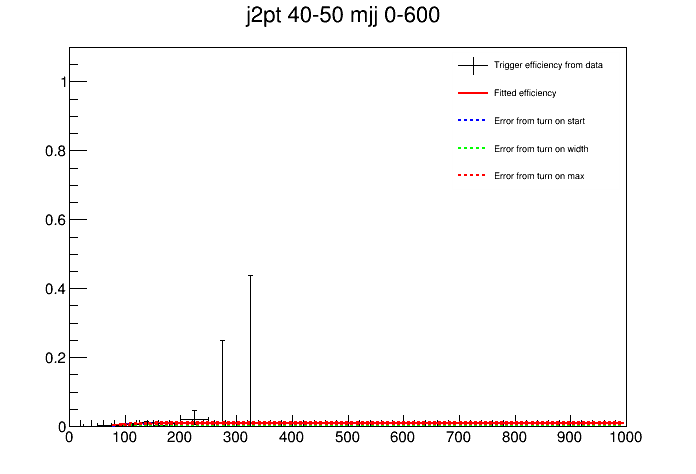 j2pt 40-50 mjj 0-600
Trigger efficiency from data
Fitted efficiency
Error from turn on start
Error from turn on width
Error from turn on max
1
0.8
0.6
0.4
0.2
0
0 100 200 300 400 500 600 700 800 900 1000